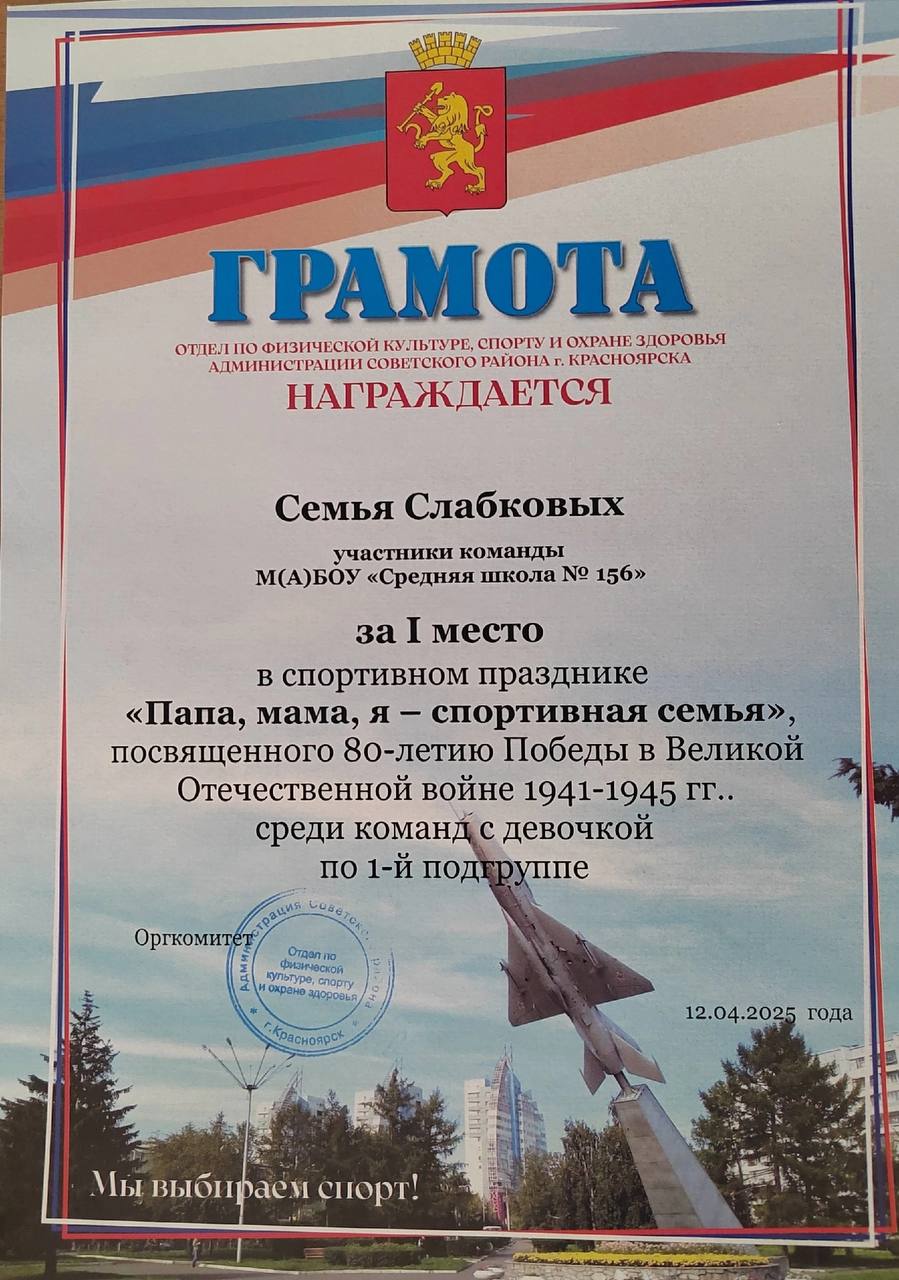 ГРАМОТА
ОТДЕЛ ПО ФИЗИЧЕСКОЙ КУЛЬТУРЕ, СПОРТУ И ОХРАНЕ ЗДОРОВЬЯ
АДМИНИСТРАЦИИ СОВЕТСКОГО РАЙОНА г. КРАСНОЯРСКА
НАГРАЖДАЕТСЯ
Семья Слабковых
участники команды
М(А)БОУ «Средняя школа № 156»
за I место
в спортивном празднике
«Папа, мама, я – спортивная семья»,
посвященного 80-летию Победы в Великой
Отечественной войне 1941-1945 гг..
среди команд с девочкой
по 1-й подгруппе
Оргкомитет
Администрация Советского района
Отдел по
физической
культуре, спорту
и охране здоровья
* г.Красноярск *
12.04.2025 года
Мы выбираем спорт!